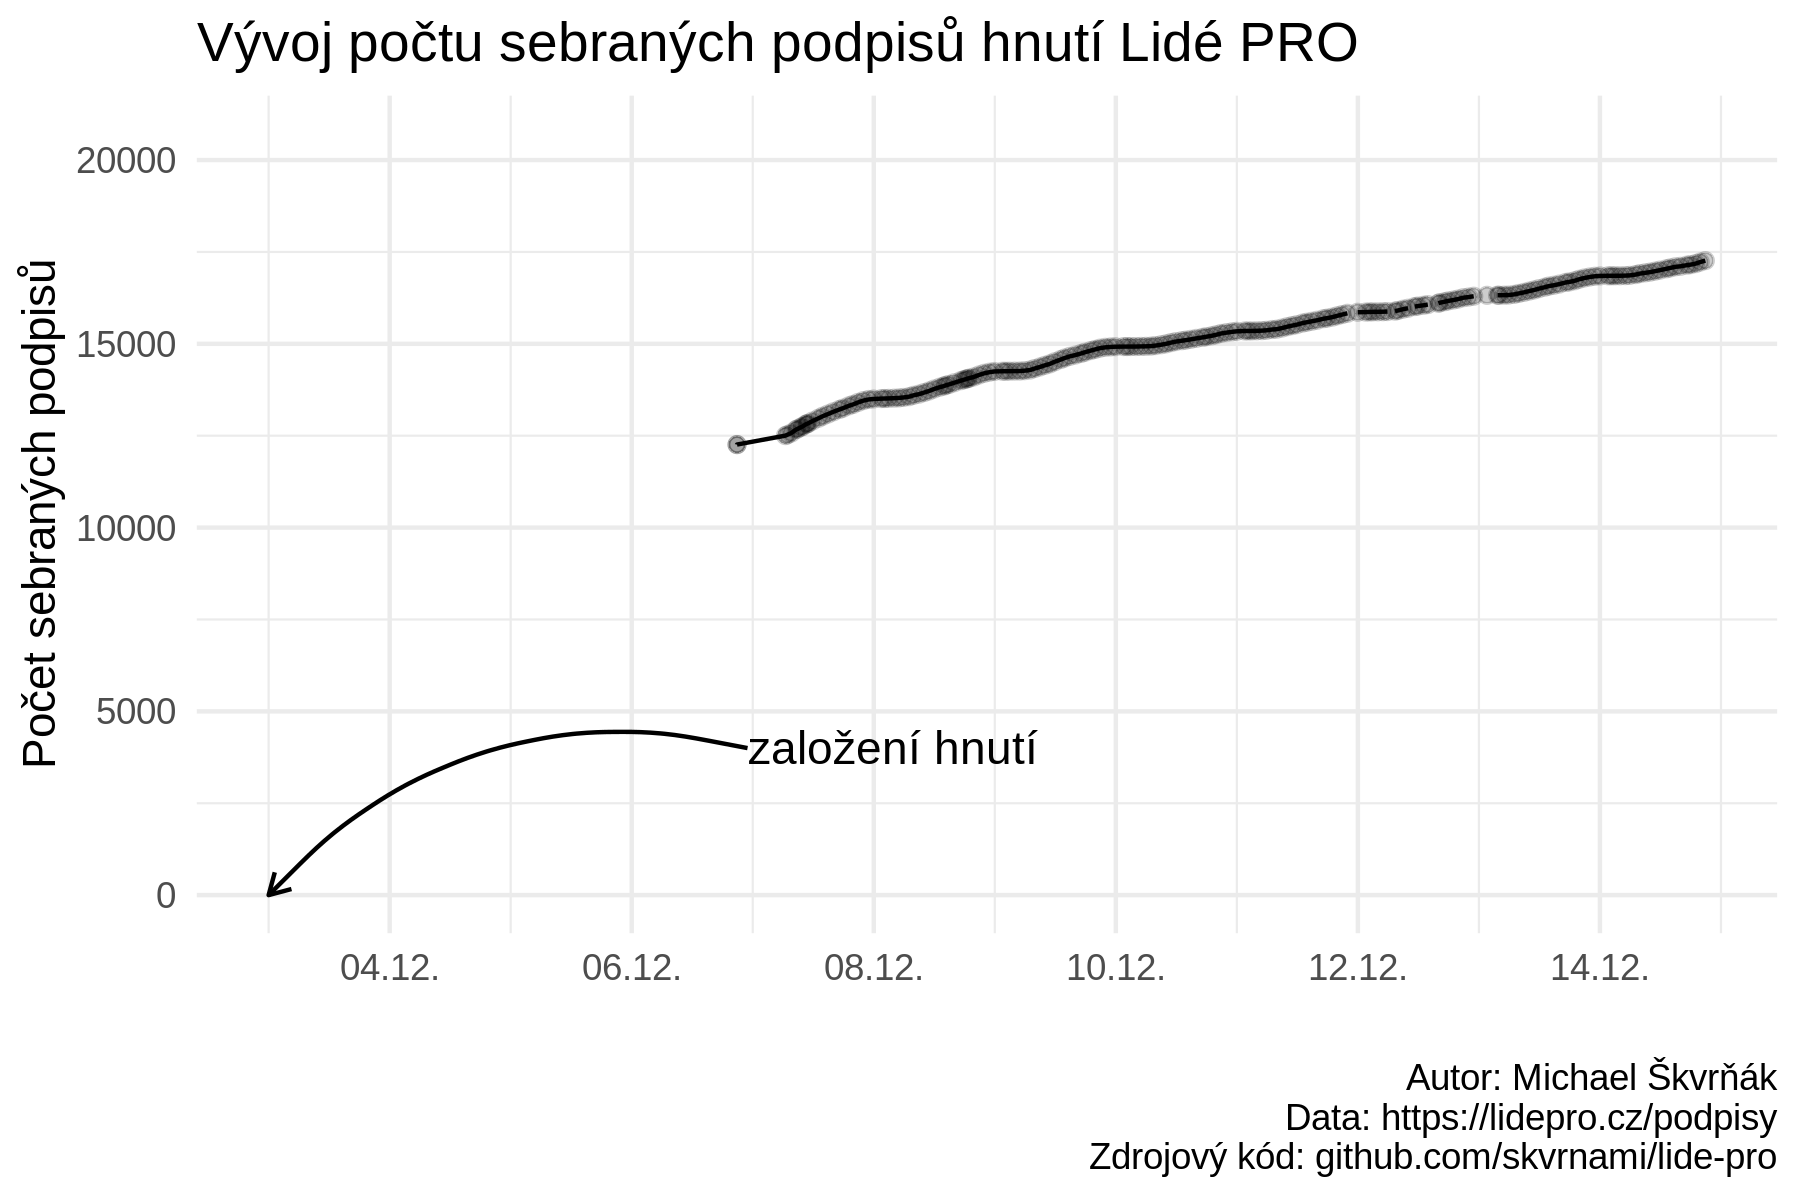 Vývoj počtu sebraných podpisů hnutí Lidé PRO
Počet sebraných podpisů
20000
15000
10000
5000
0
založení hnutí
04.12.
06.12.
08.12.
10.12.
12.12.
14.12.
Autor: Michael Škvrňák
Data: https://lidepro.cz/podpisy
Zdrojový kód: github.com/skvrnami/lide-pro